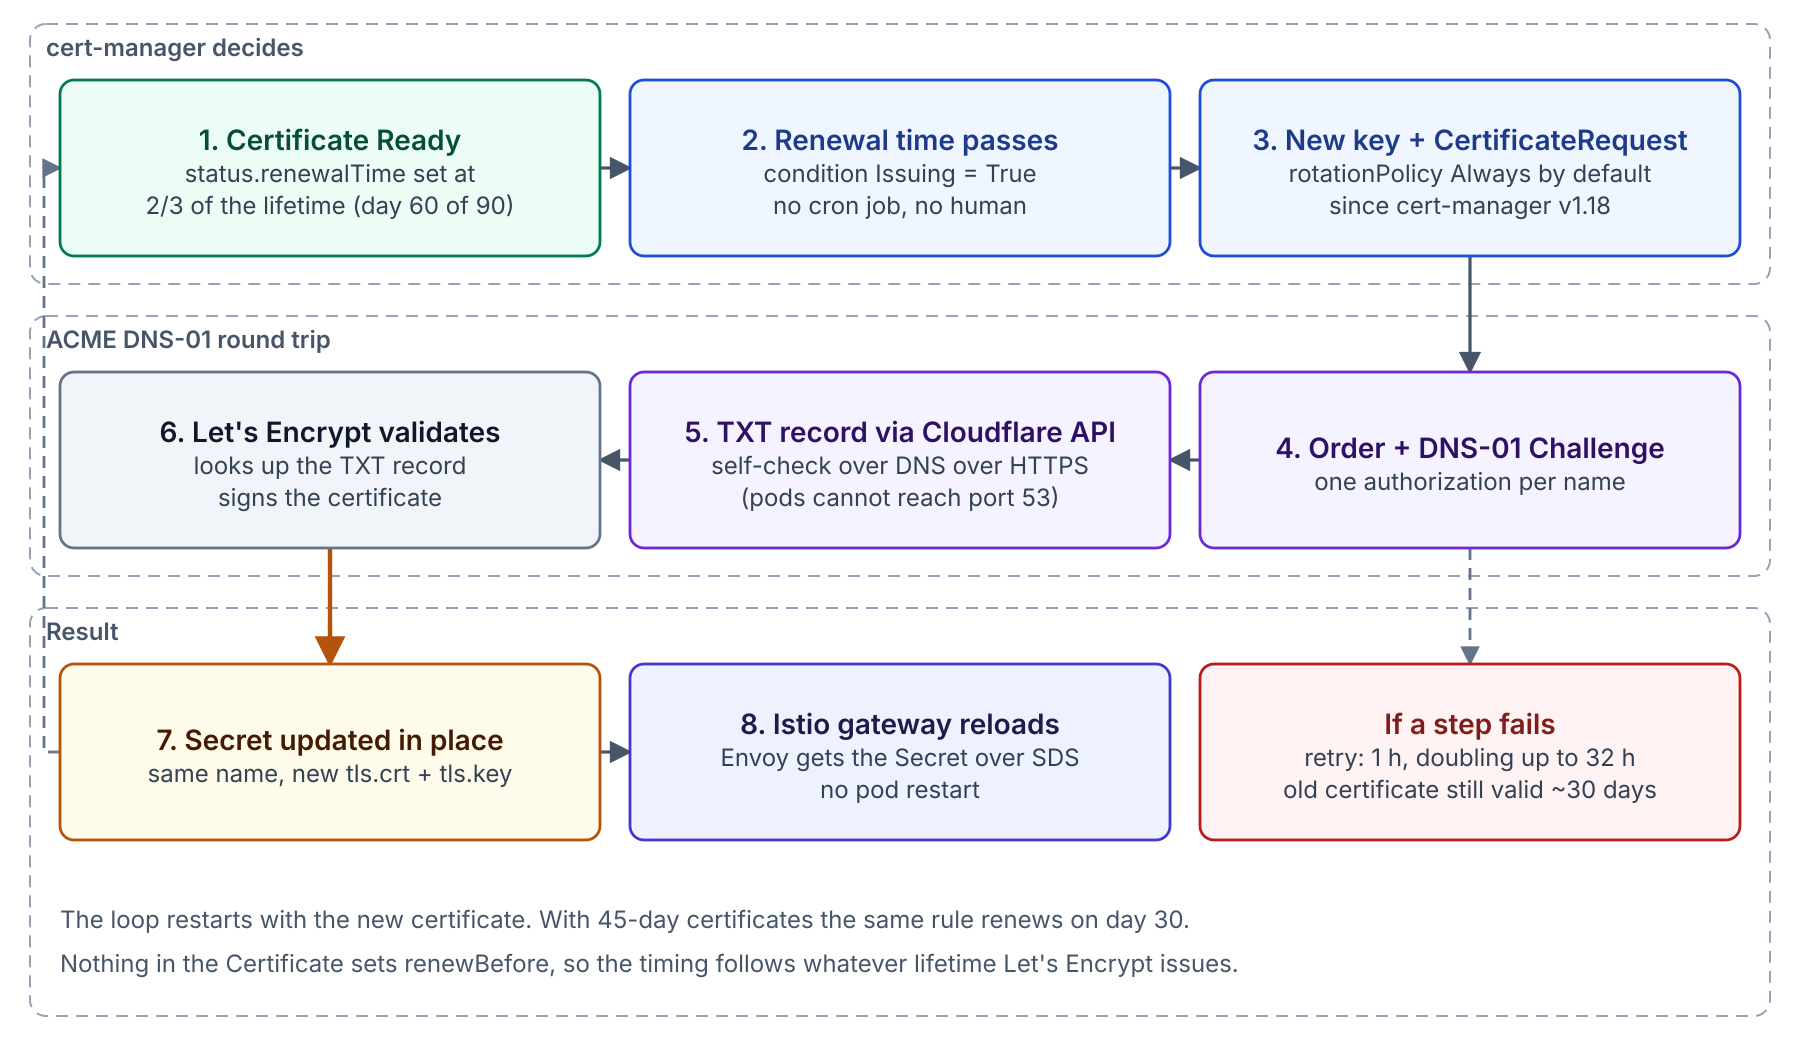 cert-manager decides
1. Certificate Ready
status.renewalTime set at
2/3 of the lifetime (day 60 of 90)
2. Renewal time passes
condition Issuing = True
no cron job, no human
3. New key + CertificateRequest
rotationPolicy Always by default
since cert-manager v1.18
ACME DNS-01 round trip
6. Let's Encrypt validates
looks up the TXT record
signs the certificate
5. TXT record via Cloudflare API
self-check over DNS over HTTPS
(pods cannot reach port 53)
4. Order + DNS-01 Challenge
one authorization per name
Result
7. Secret updated in place
same name, new tls.crt + tls.key
8. Istio gateway reloads
Envoy gets the Secret over SDS
no pod restart
If a step fails
retry: 1 h, doubling up to 32 h
old certificate still valid ~30 days
The loop restarts with the new certificate. With 45-day certificates the same rule renews on day 30.
Nothing in the Certificate sets renewBefore, so the timing follows whatever lifetime Let's Encrypt issues.